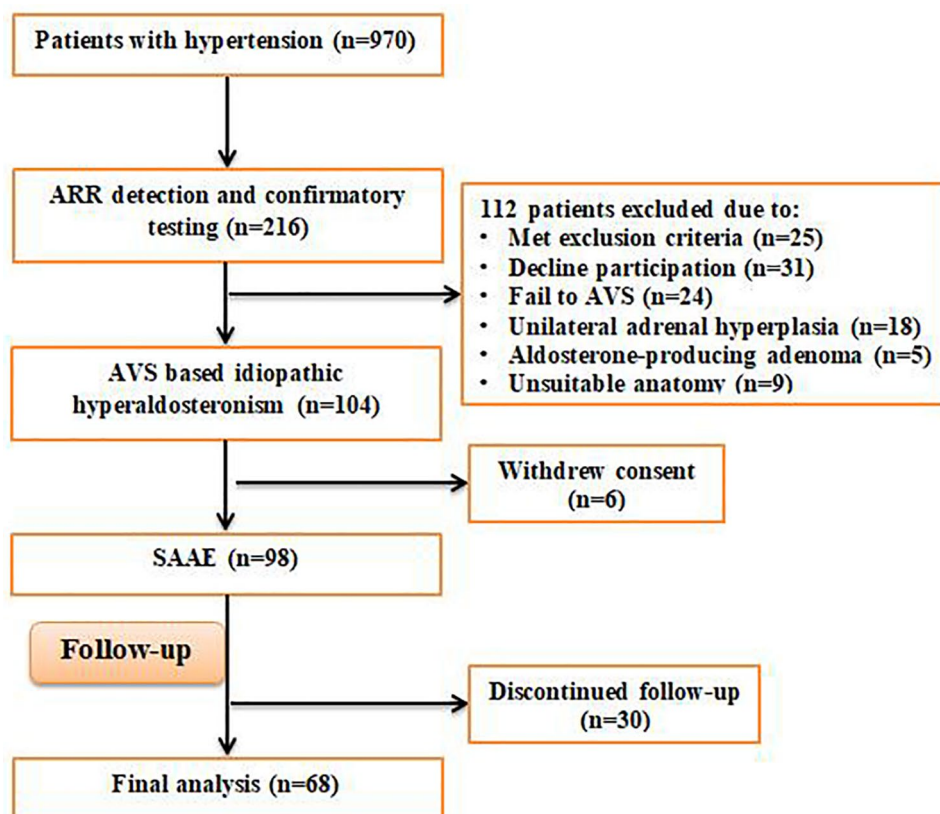 Patients with hypertension (n=970)
ARR detection and confirmatory
testing (n=216)
112 patients excluded due to:
• Met exclusion criteria (n=25)
• Decline participation (n=31)
• Fail to AVS (n=24)
• Unilateral adrenal hyperplasia (n=18)
• Aldosterone-producing adenoma (n=5)
• Unsuitable anatomy (n=9)
AVS based idiopathic
hyperaldosteronism (n=104)
Withdrew consent
(n=6)
SAAE (n=98)
Follow-up
Discontinued follow-up
(n=30)
Final analysis (n=68)